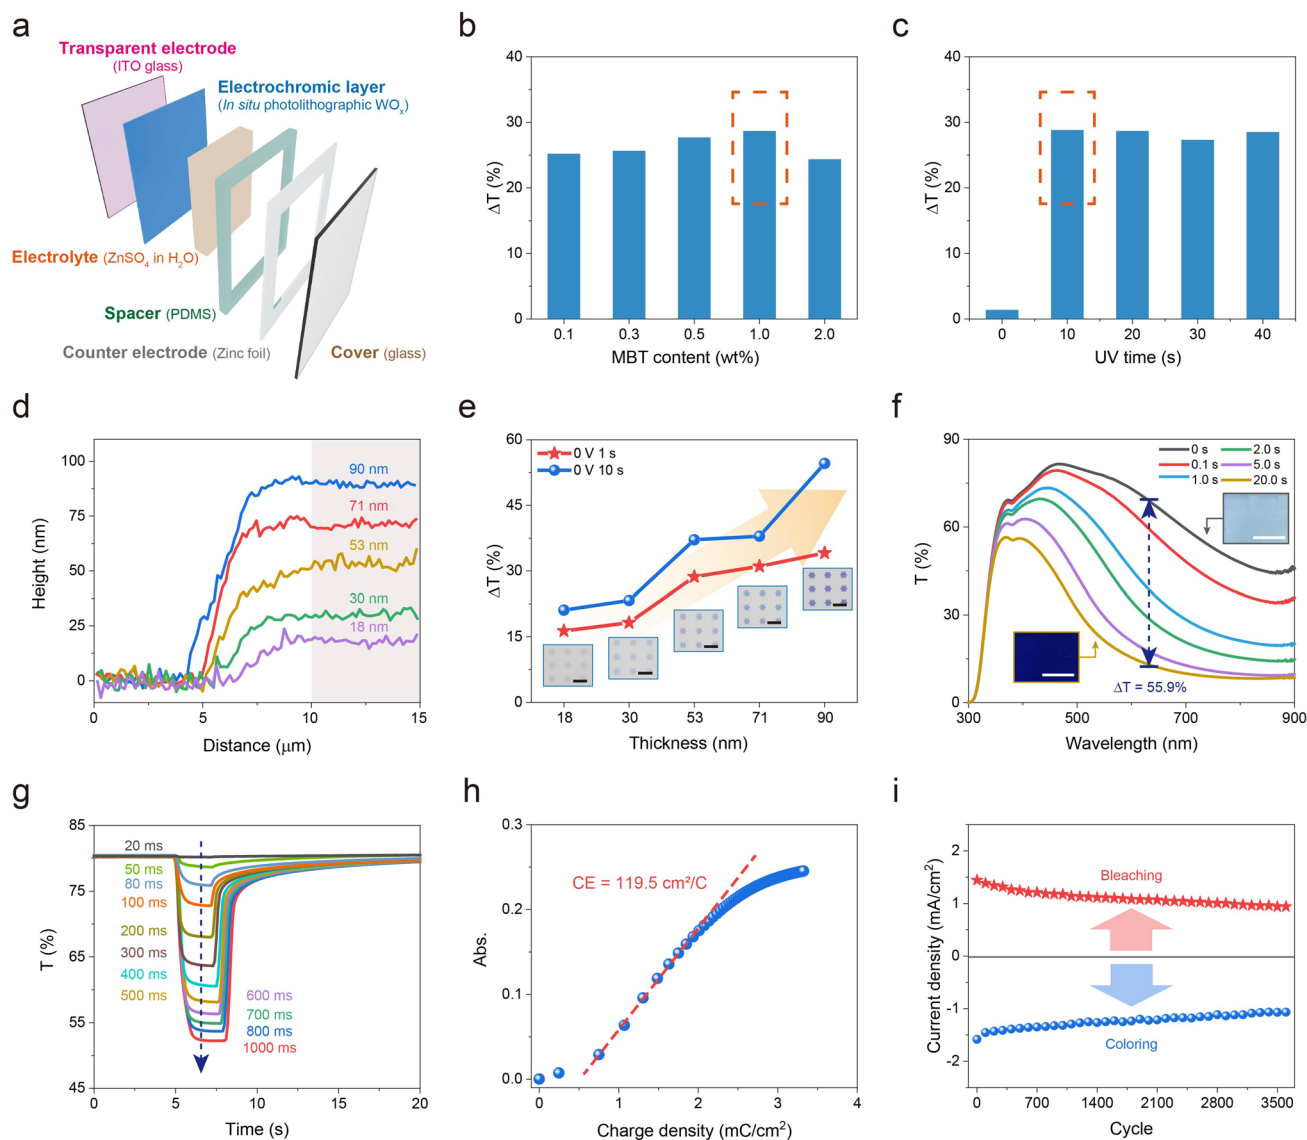 a
Transparent electrode
(ITO glass)
Electrochromic layer
(In situ photolithographic WOx)
Electrolyte (ZnSO4 in H2O)
Spacer (PDMS)
Counter electrode (Zinc foil)
Cover (glass)
b
40
30
20
10
0
ΔT (%)
0.1 0.3 0.5 1.0 2.0
MBT content (wt%)
c
40
30
20
10
0
ΔT (%)
0 10 20 30 40
UV time (s)
d
100
75
50
25
0
Height (nm)
90 nm
71 nm
53 nm
30 nm
18 nm
0 5 10 15
Distance (μm)
e
60
45
30
15
0
ΔT (%)
0 V 1 s
0 V 10 s
18 30 53 71 90
Thickness (nm)
f
90
60
30
0
T (%)
0 s 2.0 s
0.1 s 5.0 s
1.0 s 20.0 s
ΔT = 55.9%
300 500 700 900
Wavelength (nm)
g
85
75
65
55
45
T (%)
20 ms
50 ms
80 ms
100 ms
200 ms
300 ms
400 ms
500 ms
600 ms
700 ms
800 ms
1000 ms
0 5 10 15 20
Time (s)
h
0.3
0.2
0.1
0.0
Abs.
CE = 119.5 cm²/C
0 1 2 3 4
Charge density (mC/cm²)
i
2
1
0
-1
-2
Current density (mA/cm²)
Bleaching
Coloring
0 700 1400 2100 2800 3500
Cycle